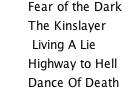 Fear of the Dark
The Kinslayer
Living A Lie
Highway to Hell
Dance Of Death